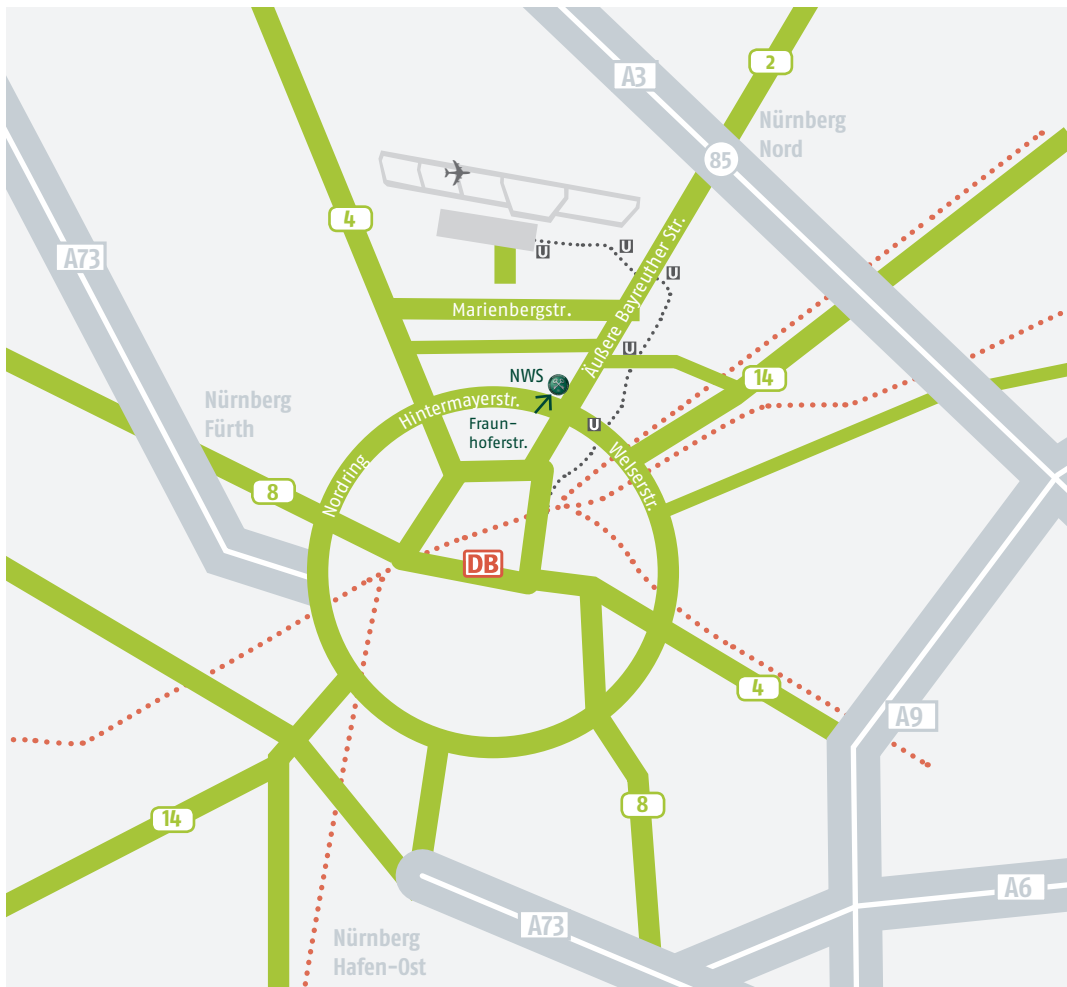 2
A3
Nürnberg
Nord
85
4
A73
U
U
U
Äußere Bayreuther Str.
Marienbergstr.
U
NWS
14
Nürnberg
Fürth
Hintermayerstr.
Fraun-
hoferstr.
U
Welserstr.
Nordring
8
DB
4
A9
14
8
A6
A73
Nürnberg
Hafen-Ost